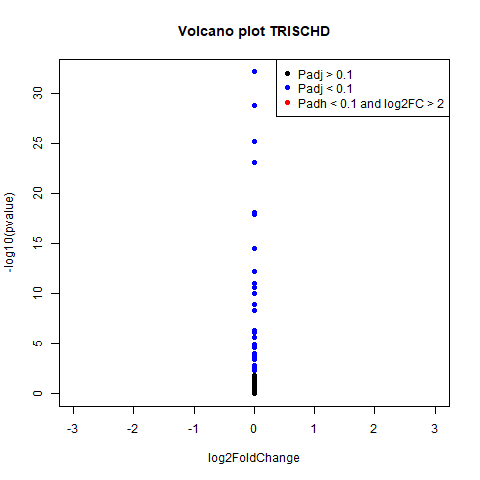 Volcano plot TRISCHD
Padj > 0.1
Padj < 0.1
Padh < 0.1 and log2FC > 2
-log10(pvalue)
30
25
20
15
10
5
0
-3 -2 -1 0 1 2 3
log2FoldChange